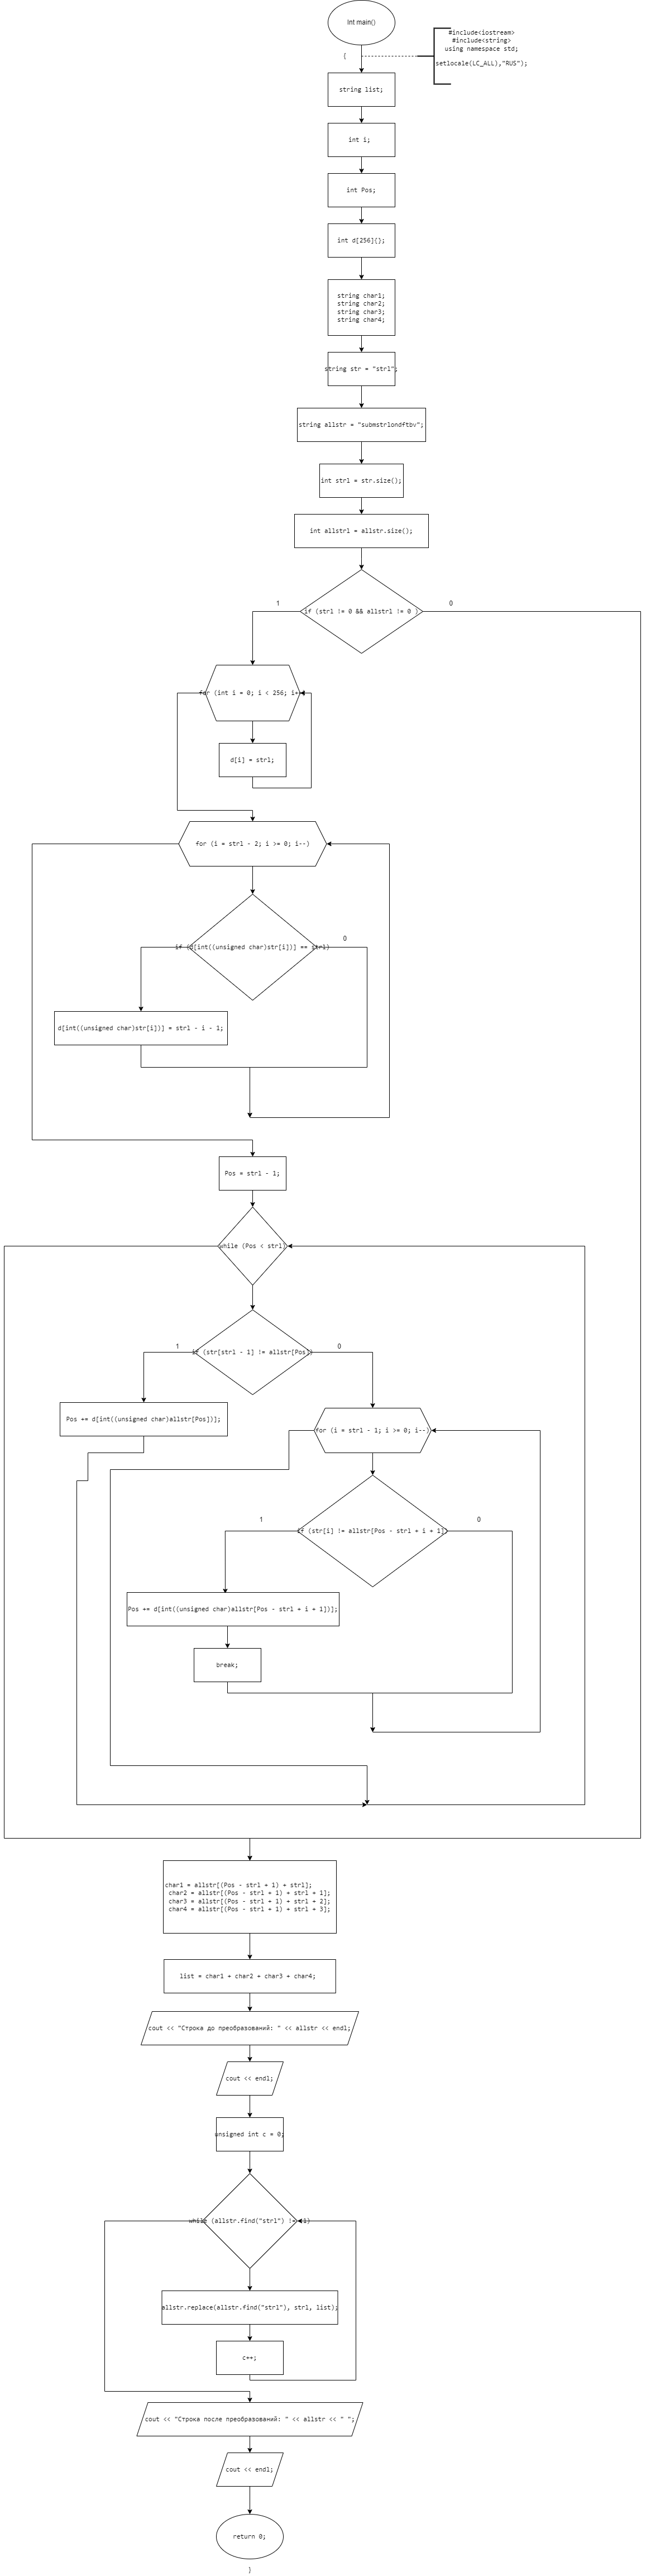 Int main()
{
#include<iostream>
#include<string>
using namespace std;
setlocale(LC_ALL),"RUS");
string list;
int i;
int Pos;
int d[256]{};
string char1;
string char2;
string char3;
string char4;
string str = "strl";
string allstr = "submstrlondftbv";
int strl = str.size();
int allstrl = allstr.size();
if (strl != 0 && allstrl != 0 )
1
0
for (int i = 0; i < 256; i+
d[i] = strl;
for (i = strl - 2; i >= 0; i--)
if (d[int((unsigned char)str[i])] == strl)
0
d[int((unsigned char)str[i])] = strl - i - 1;
Pos = strl - 1;
while (Pos < strl)
if (str[strl - 1] != allstr[Pos])
1
0
Pos += d[int((unsigned char)allstr[Pos])];
for (i = strl - 1; i >= 0; i--)
if (str[i] != allstr[Pos - strl + i + 1])
1
0
Pos += d[int((unsigned char)allstr[Pos - strl + i + 1])];
break;
char1 = allstr[(Pos - strl + 1) + strl];
char2 = allstr[(Pos - strl + 1) + strl + 1];
char3 = allstr[(Pos - strl + 1) + strl + 2];
char4 = allstr[(Pos - strl + 1) + strl + 3];
list = char1 + char2 + char3 + char4;
cout << "Строка до преобразований: " << allstr << endl;
cout << endl;
unsigned int c = 0;
while (allstr.find("strl") != -1)
allstr.replace(allstr.find("strl"), strl, list);
c++;
cout << "Строка после преобразований: " << allstr << " ";
cout << endl;
return 0;
}